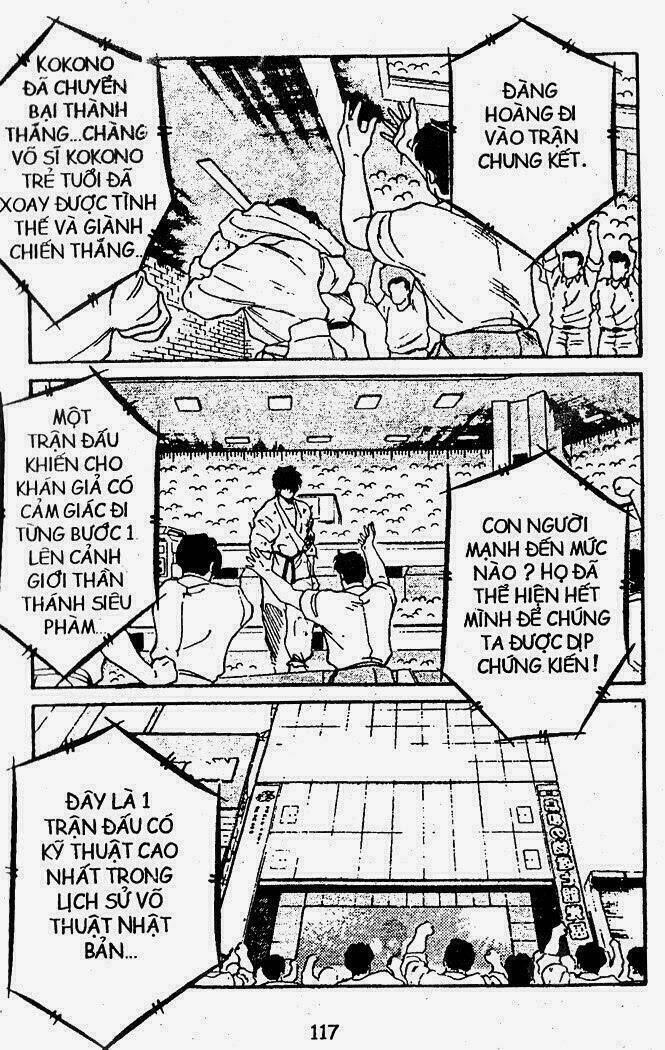 KOKONO
ĐÃ CHUYỂN
BẠI THÀNH
THẮNG...CHÀNG
VÕ SĨ KOKONO
TRẺ TUỔI ĐÃ
XOAY ĐƯỢC TÌNH
THẾ VÀ GIÀNH
CHIẾN THẮNG..
ĐÀNG
HOÀNG ĐI
VÀO TRẬN
CHUNG KẾT.
MỘT
TRẬN ĐẤU
KHIẾN CHO
KHÁN GIẢ CÓ
CẢM GIÁC ĐI
TỪNG BƯỚC 1
LÊN CẢNH
GIỚI THẦN
THÁNH SIÊU
PHÀM...
CON NGƯỜI
MẠNH ĐẾN MỨC
NÀO ? HỌ ĐÃ
THỂ HIỆN HẾT
MÌNH ĐỂ CHÚNG
TA ĐƯỢC DỊP
CHỨNG KIẾN!
ĐÂY LÀ 1
TRẬN ĐẤU CÓ
KỸ THUẬT CAO
NHẤT TRONG
LỊCH SỬ VÕ
THUẬT NHẬT
BẢN...
117